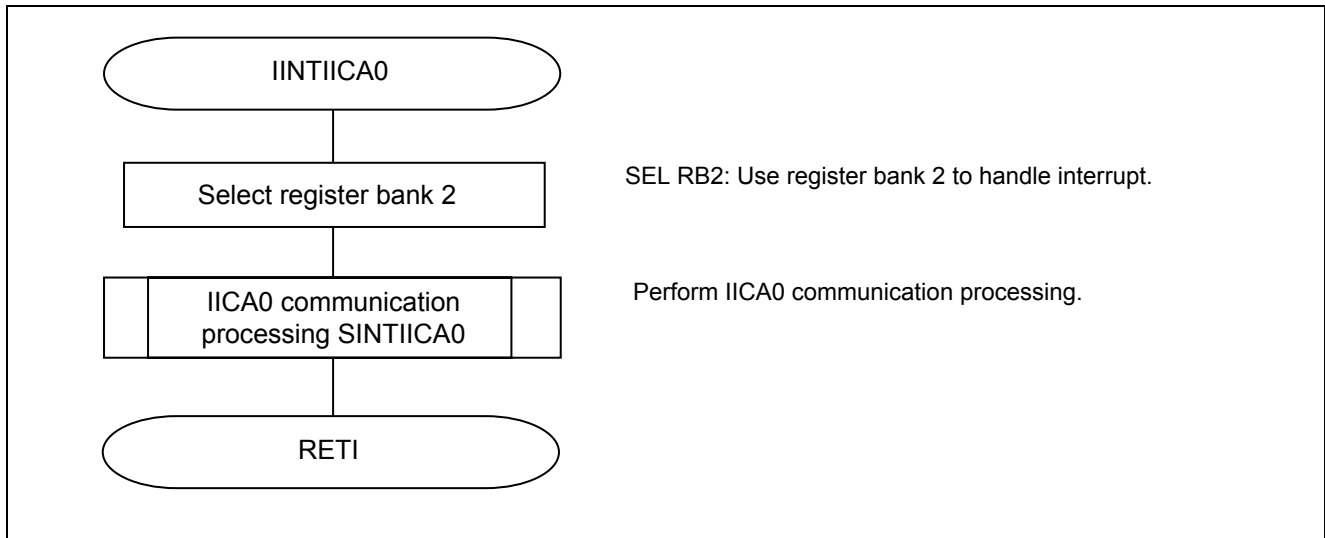 IINTIICA0
Select register bank 2
SEL RB2: Use register bank 2 to handle interrupt.
IICA0 communication
processing SINTIICA0
Perform IICA0 communication processing.
RETI